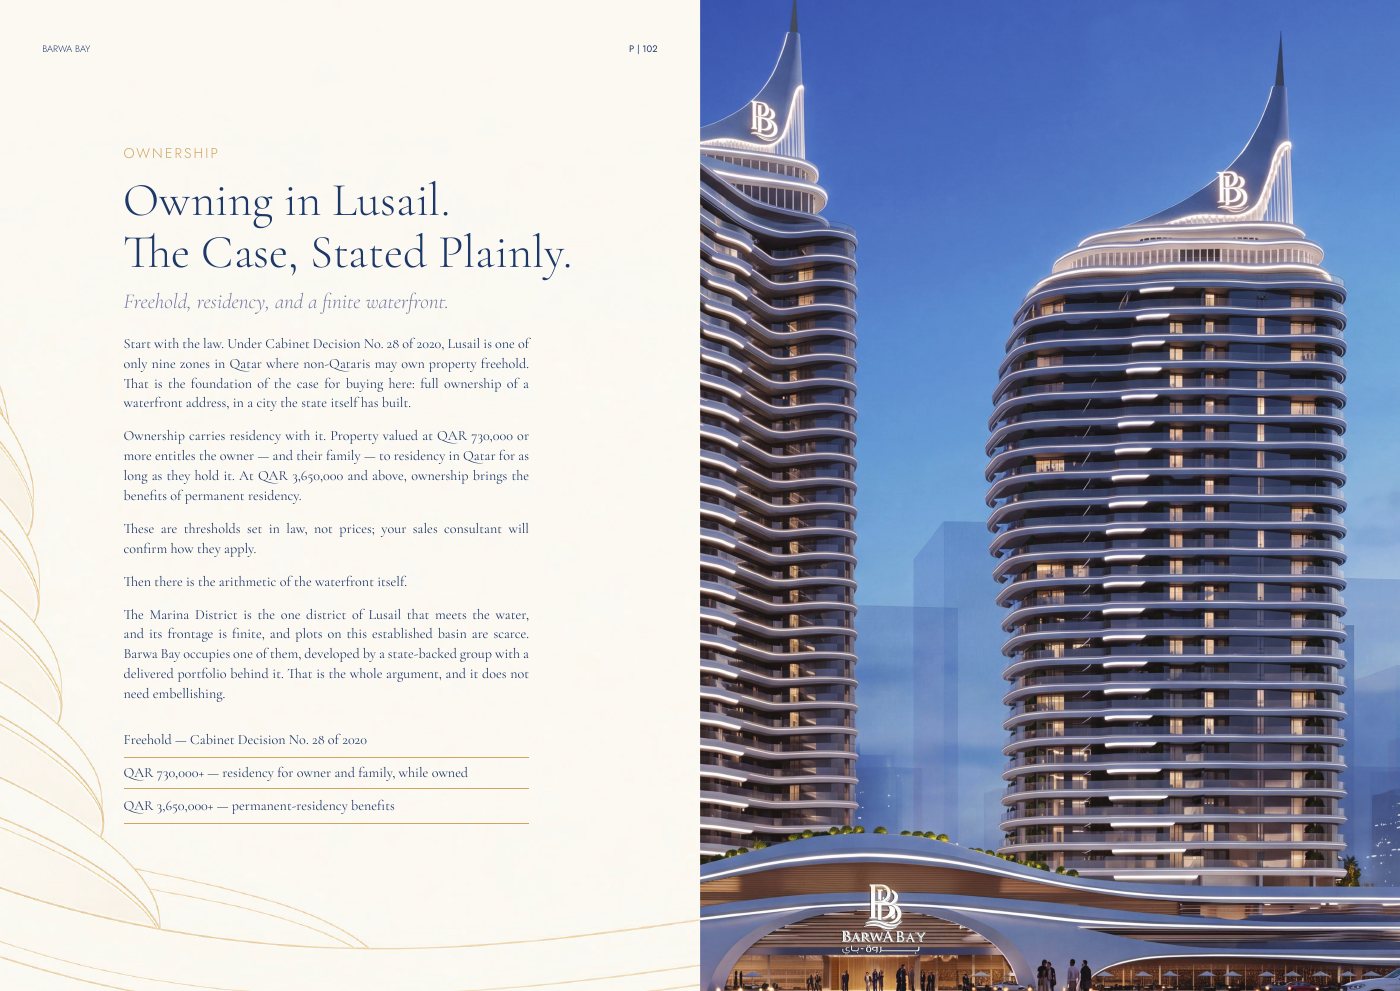 BARWA BAY
P | 102
OWNERSHIP
Owning in Lusail.
The Case, Stated Plainly.
Freehold, residency, and a finite waterfront.
Start with the law. Under Cabinet Decision No. 28 of 2020, Lusail is one of
only nine zones in Qatar where non-Qataris may own property freehold.
That is the foundation of the case for buying here: full ownership of a
waterfront address, in a city the state itself has built.
Ownership carries residency with it. Property valued at QAR 730,000 or
more entitles the owner — and their family — to residency in Qatar for as
long as they hold it. At QAR 3,650,000 and above, ownership brings the
benefits of permanent residency.
These are thresholds set in law, not prices; your sales consultant will
confirm how they apply.
Then there is the arithmetic of the waterfront itself.
The Marina District is the one district of Lusail that meets the water,
and its frontage is finite, and plots on this established basin are scarce.
Barwa Bay occupies one of them, developed by a state-backed group with a
delivered portfolio behind it. That is the whole argument, and it does not
need embellishing.
Freehold — Cabinet Decision No. 28 of 2020
QAR 730,000+ — residency for owner and family, while owned
QAR 3,650,000+ — permanent-residency benefits
BB
BB
BB
BARWA BAY